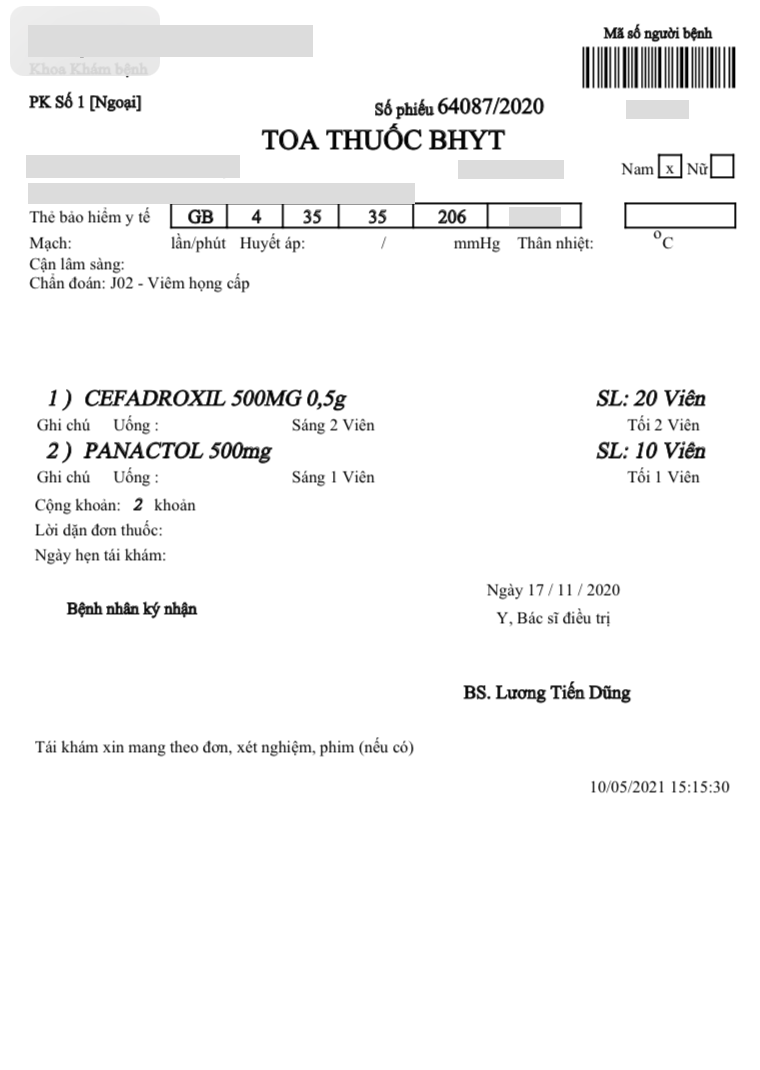 Mã số người bệnh
Khoa Khám bệnh
PK Số 1 [Ngoại]
Số phiếu 64087/2020
TOA THUỐC BHYT
Nam x Nữ
Thẻ bảo hiểm y tế GB 4 35 35 206
Mạch: lần/phút Huyết áp: / mmHg Thân nhiệt: °C
Cận lâm sàng:
Chẩn đoán: J02 - Viêm họng cấp
1 ) CEFADROXIL 500MG 0,5g SL: 20 Viên
Ghi chú Uống : Sáng 2 Viên Tối 2 Viên
2 ) PANACTOL 500mg SL: 10 Viên
Ghi chú Uống : Sáng 1 Viên Tối 1 Viên
Cộng khoản: 2 khoản
Lời dặn đơn thuốc:
Ngày hẹn tái khám:
Ngày 17 / 11 / 2020
Bệnh nhân ký nhận
Y, Bác sĩ điều trị
BS. Lương Tiến Dũng
Tái khám xin mang theo đơn, xét nghiệm, phim (nếu có)
10/05/2021 15:15:30